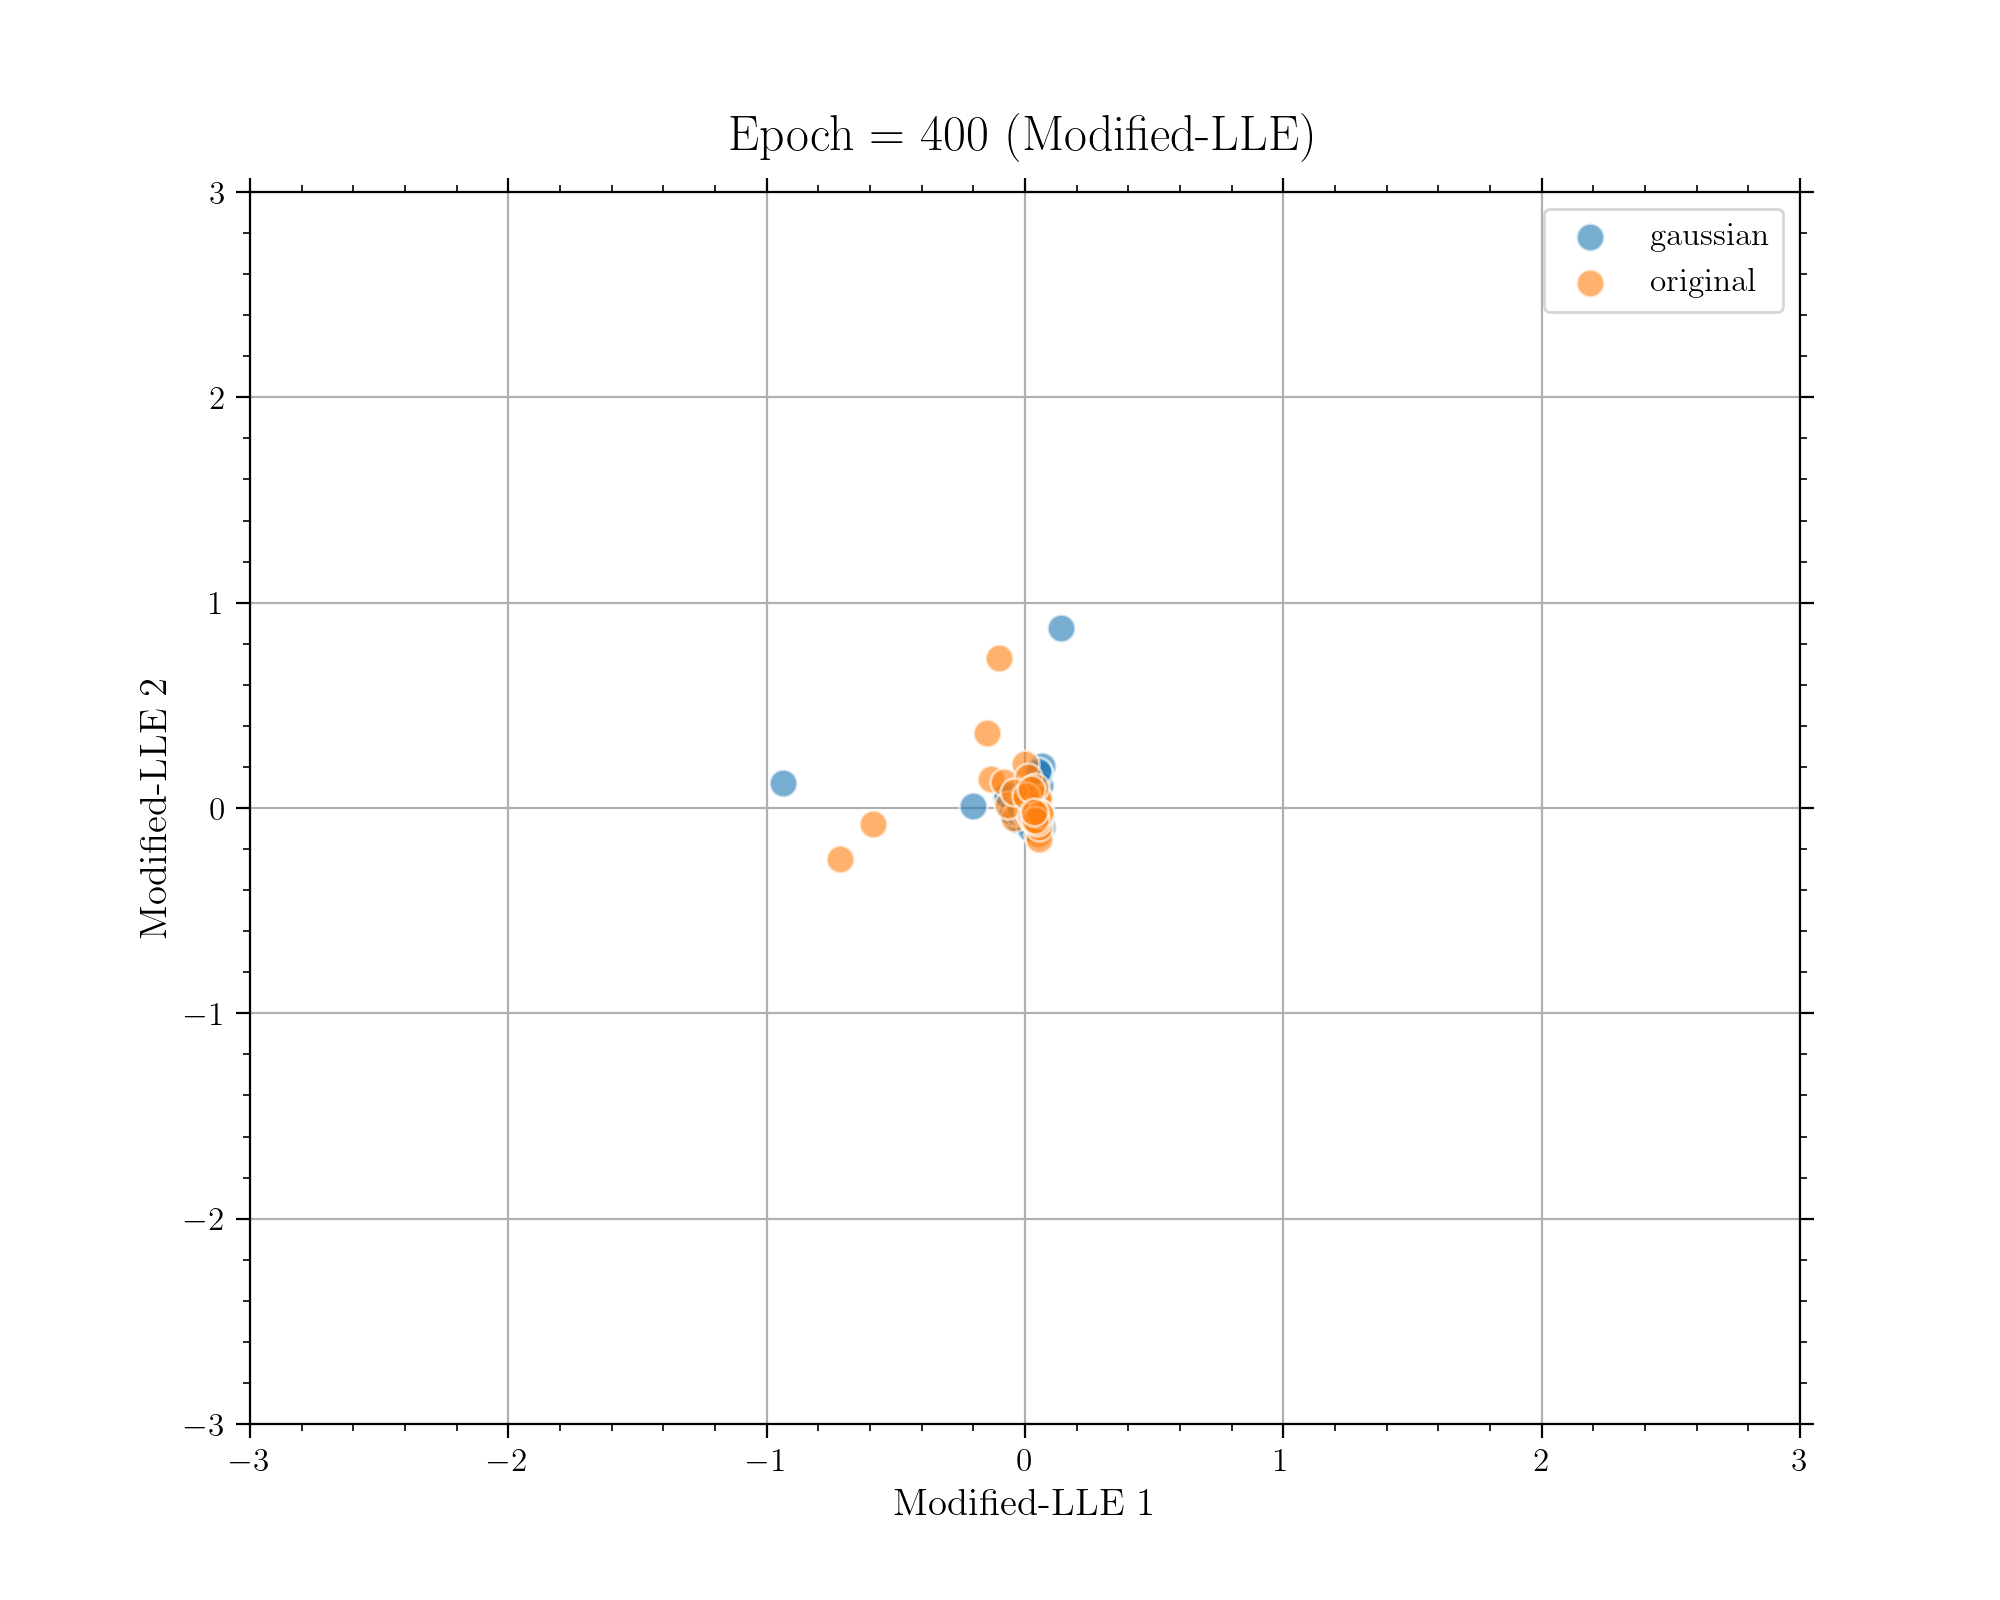 Epoch = 400 (Modified-LLE)
gaussian
original
3
2
1
0
−1
−2
−3
Modified-LLE 2
−3
−2
−1
0
1
2
3
Modified-LLE 1